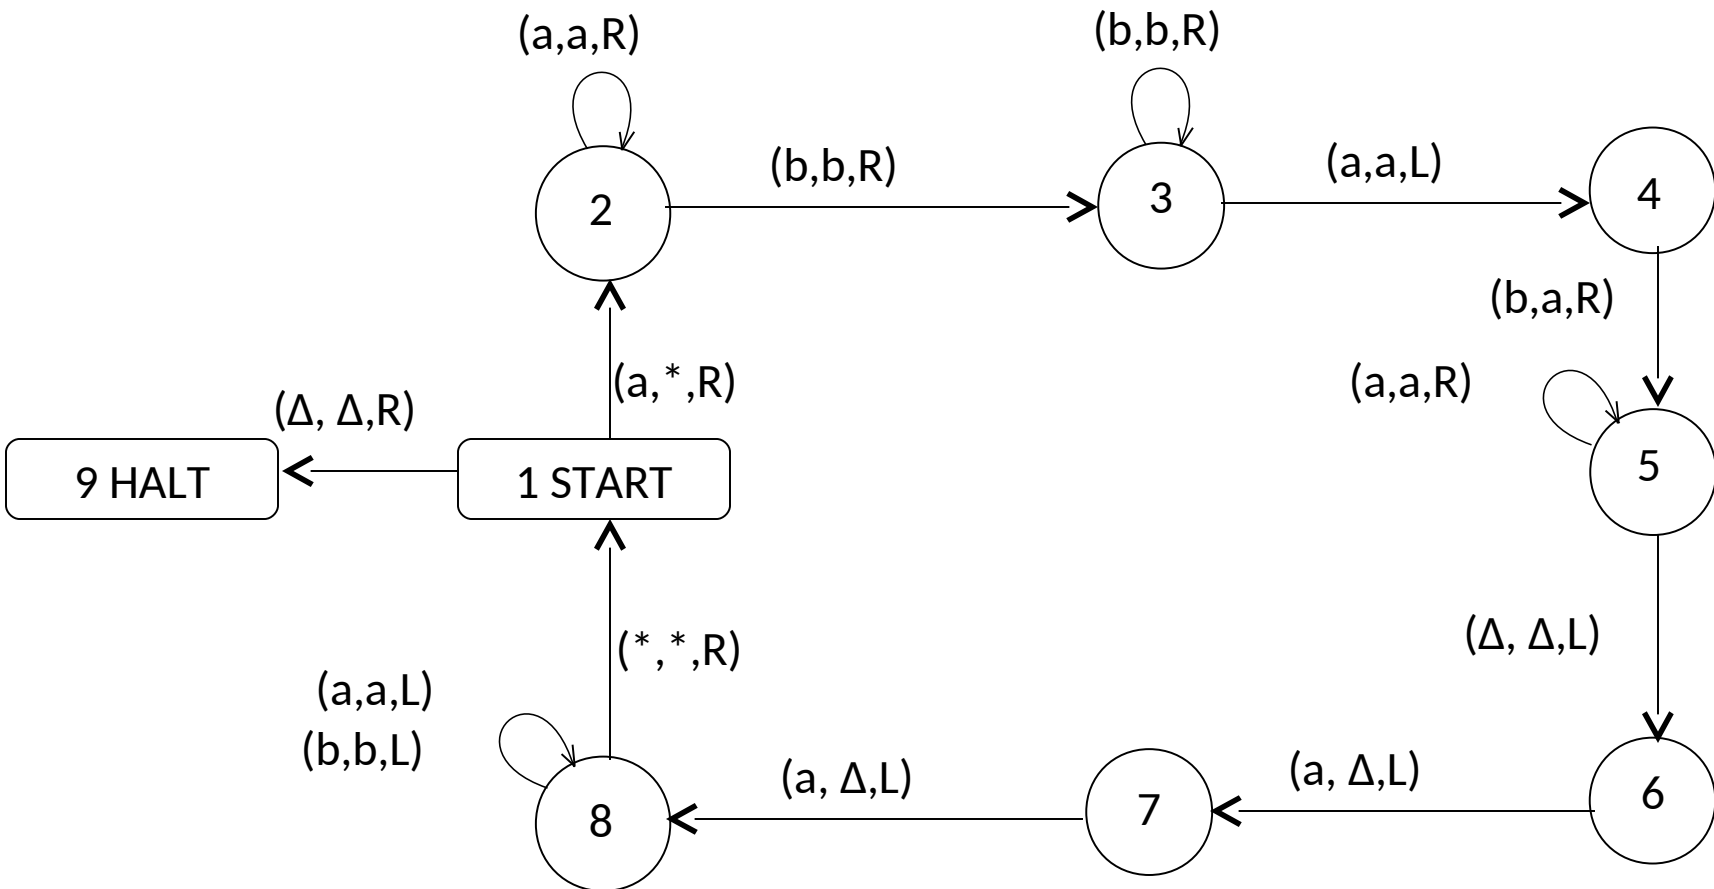 (a,a,R)
(b,b,R)
(b,b,R)
(a,a,L)
2
3
4
(b,a,R)
(a,*,R)
(a,a,R)
(Δ, Δ,R)
9 HALT
1 START
5
(*,*,R)
(Δ, Δ,L)
(a,a,L)
(b,b,L)
(a, Δ,L)
(a, Δ,L)
8
7
6